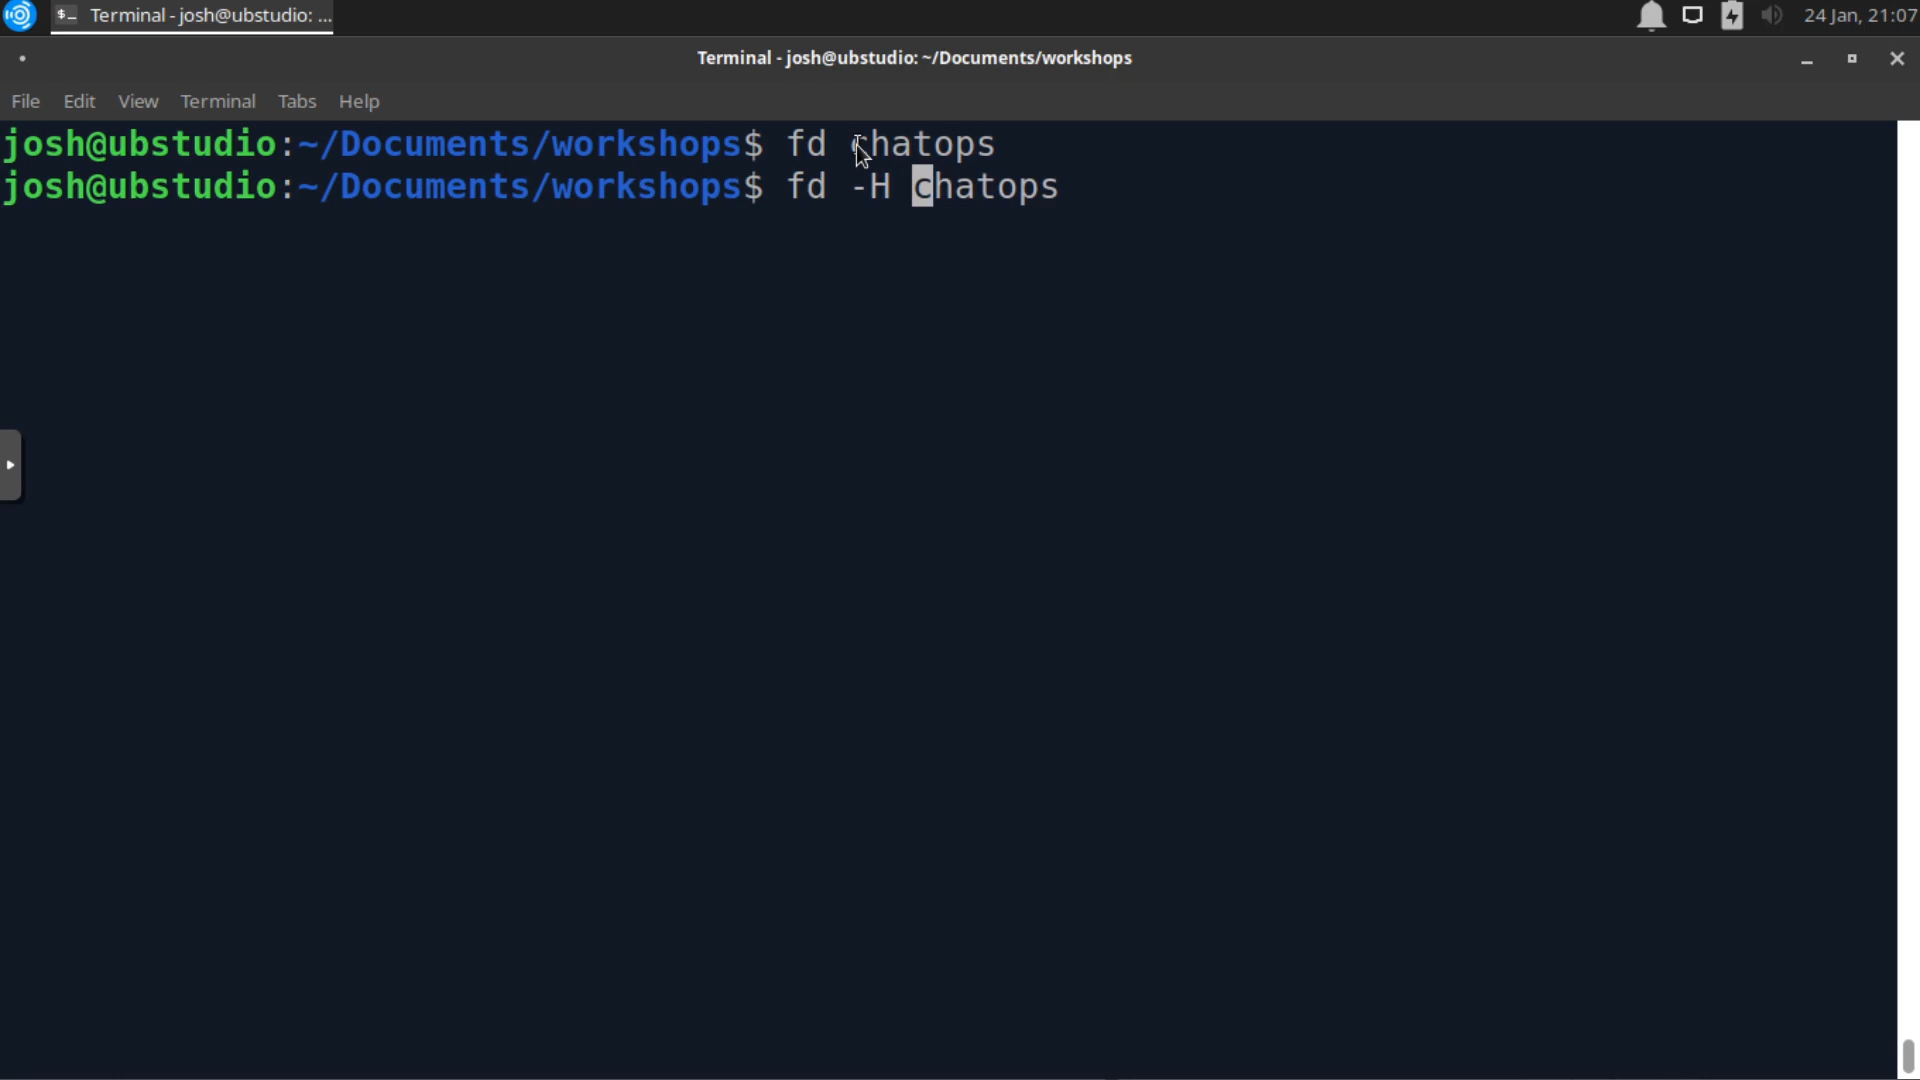 Terminal - josh@ubstudio: ...
24 Jan, 21:07
Terminal - josh@ubstudio: ~/Documents/workshops
File Edit View Terminal Tabs Help
josh@ubstudio:~/Documents/workshops$ fd chatops
josh@ubstudio:~/Documents/workshops$ fd -H chatops